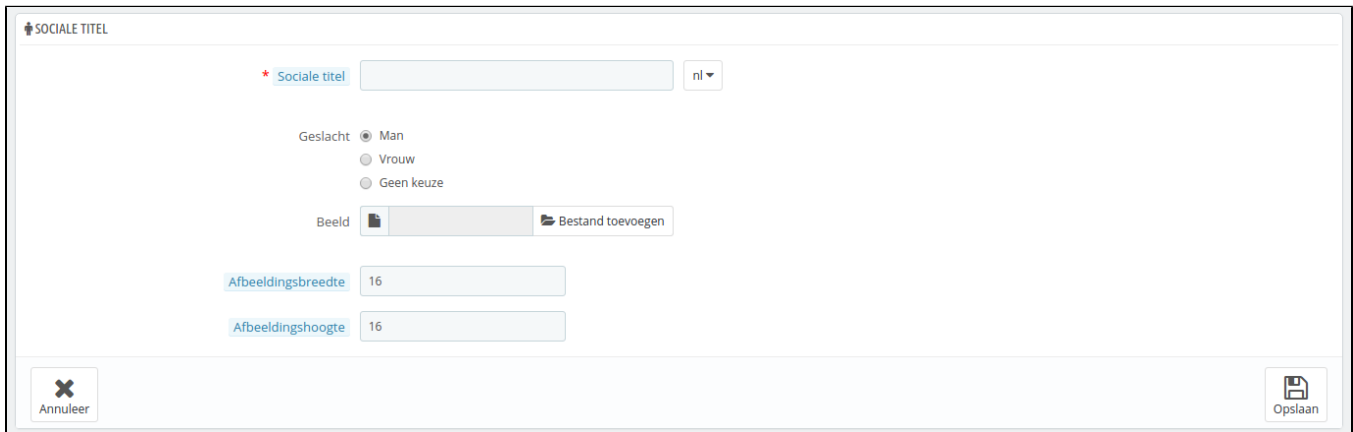 SOCIALE TITEL
* Sociale titel nl
Geslacht Man
Vrouw
Geen keuze
Beeld Bestand toevoegen
Afbeeldingsbreedte 16
Afbeeldingshoogte 16
Annuleer Opslaan